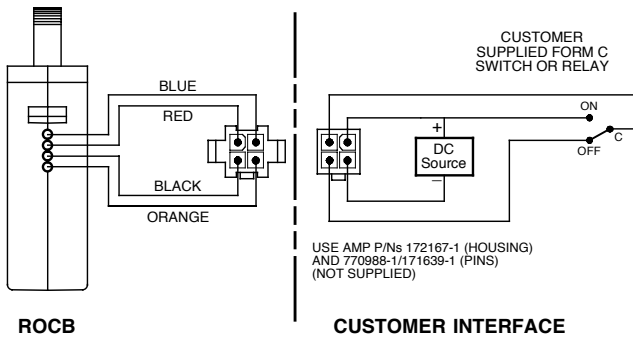 CUSTOMER
SUPPLIED FORM C
SWITCH OR RELAY
BLUE
RED
BLACK
ORANGE
+
DC
Source
–
ON
C
OFF
USE AMP P/Ns 172167-1 (HOUSING)
AND 770988-1/171639-1 (PINS)
(NOT SUPPLIED)
ROCB
CUSTOMER INTERFACE